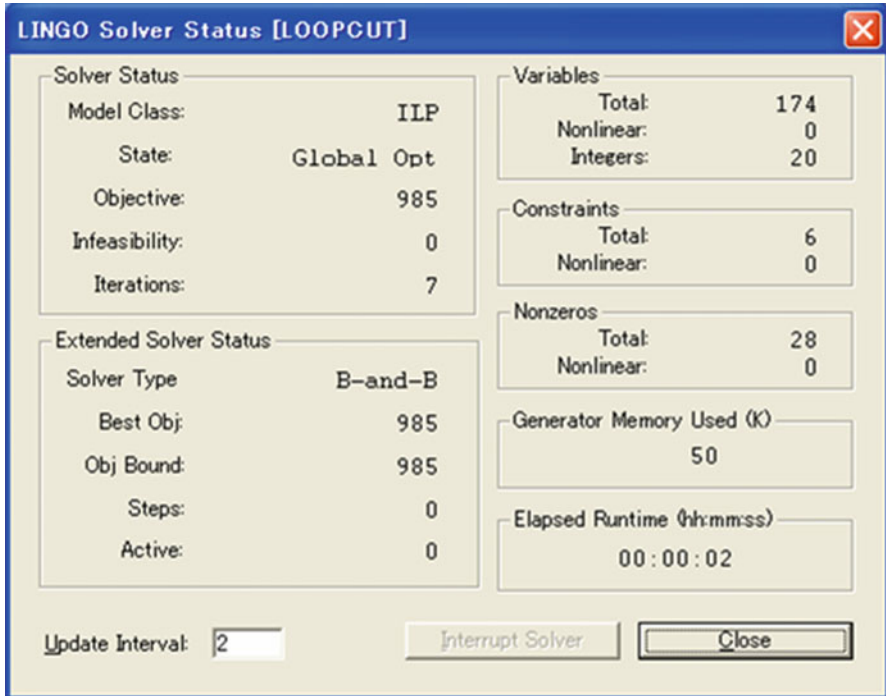 LINGO Solver Status [LOOPCUT]
Solver Status
Model Class: ILP
State: Global Opt
Objective: 985
Infeasibility: 0
Iterations: 7
Extended Solver Status
Solver Type B-and-B
Best Obj: 985
Obj Bound: 985
Steps: 0
Active: 0
Variables
Total: 174
Nonlinear: 0
Integers: 20
Constraints
Total: 6
Nonlinear: 0
Nonzeros
Total: 28
Nonlinear: 0
Generator Memory Used (K)
50
Elapsed Runtime (hh:mm:ss)
00:00:02
Update Interval: 2
Interrupt Solver
Close